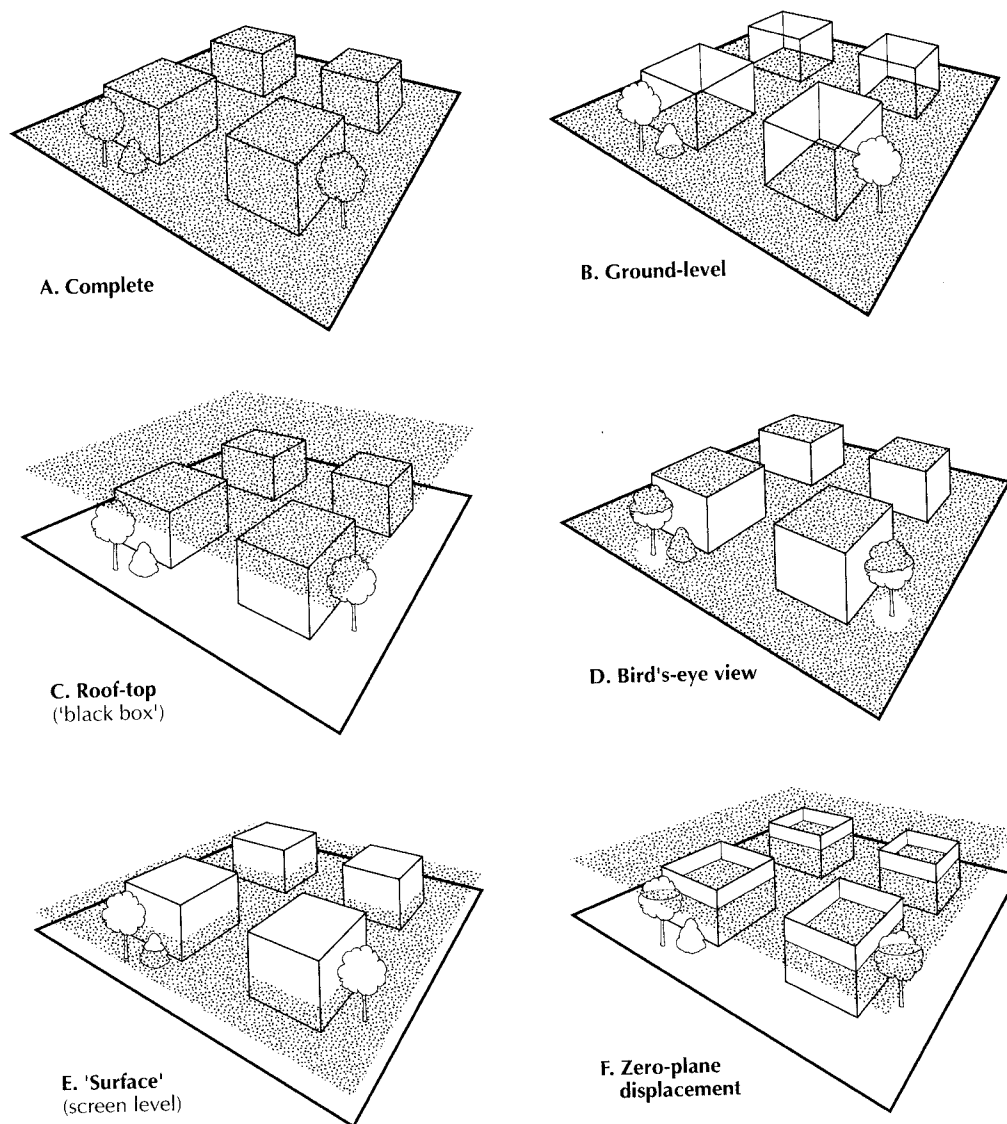 A. Complete
B. Ground-level
C. Roof-top
('black box')
D. Bird's-eye view
E. 'Surface'
(screen level)
F. Zero-plane
displacement